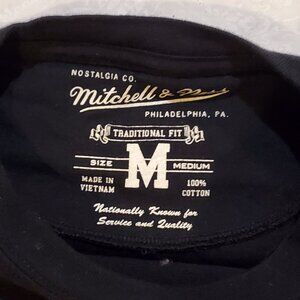 NOSTALGIA CO.
Mitchell & Ness
PHILADELPHIA, PA.
TRADITIONAL FIT
SIZE M MEDIUM
MADE IN VIETNAM
100% COTTON
Nationally Known for
Service and Quality